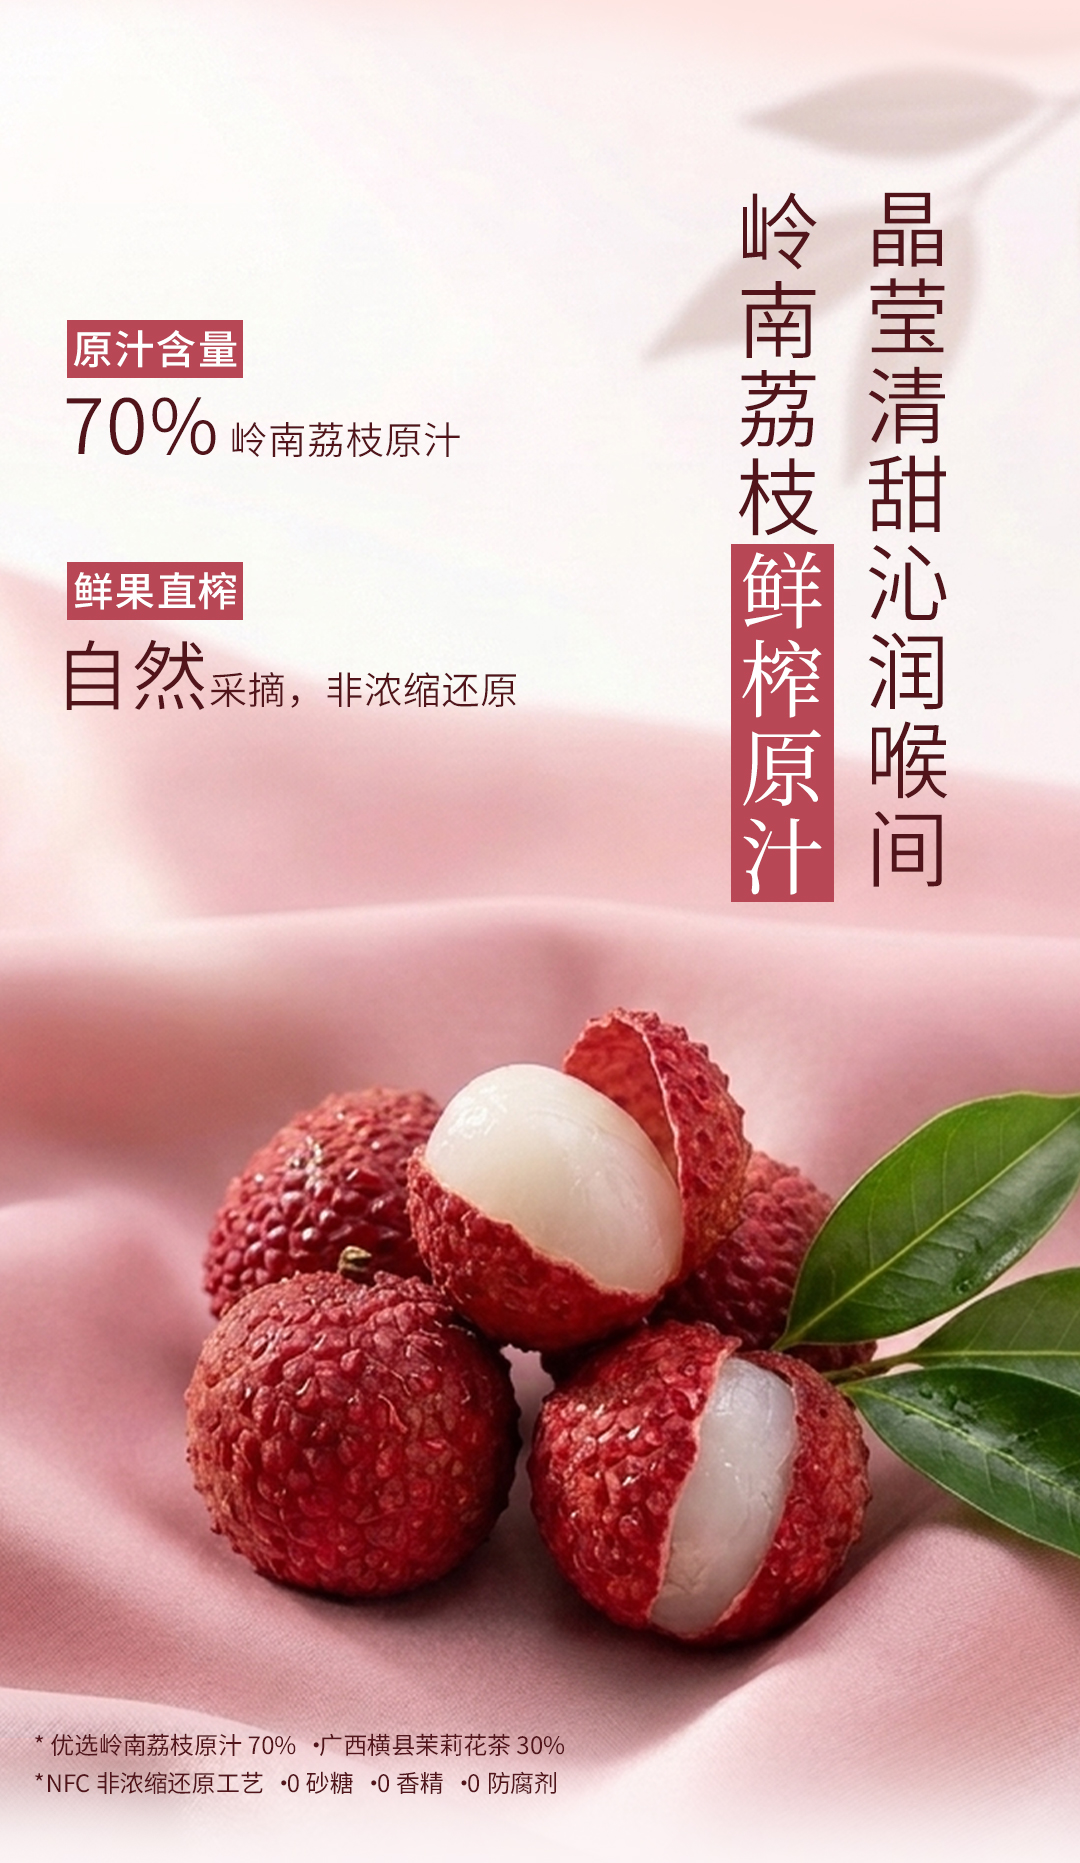 晶莹清甜沁润喉间
岭南荔枝鲜榨原汁
原汁含量
70% 岭南荔枝原汁
鲜果直榨
自然采摘，非浓缩还原
* 优选岭南荔枝原汁 70% ·广西横县茉莉花茶 30%
*NFC 非浓缩还原工艺 ·0 砂糖 ·0 香精 ·0 防腐剂